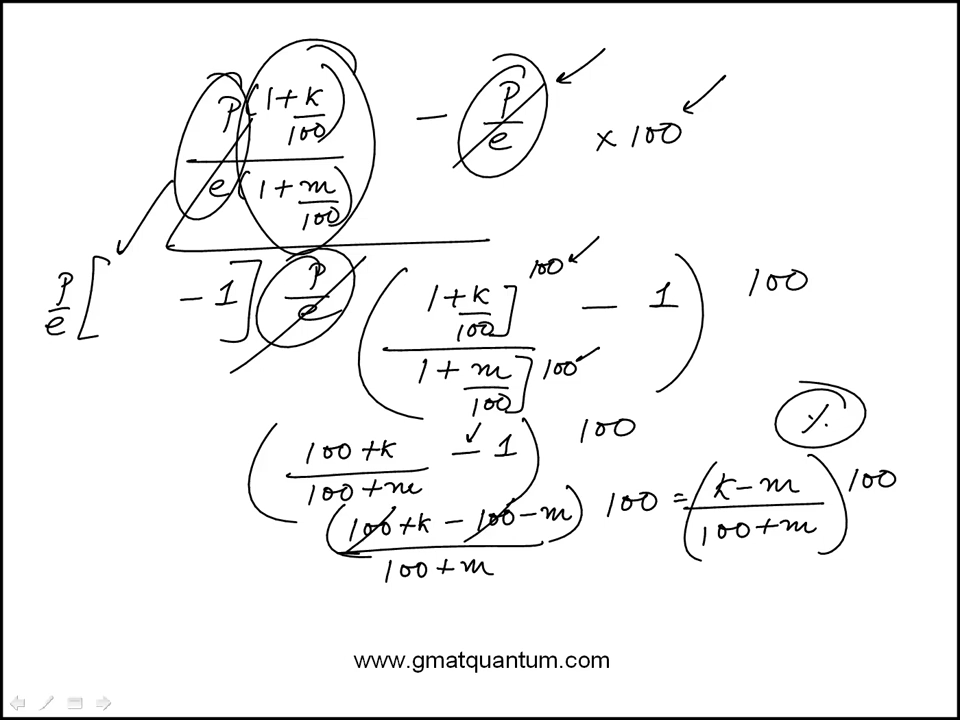 P(1+k/100) / e(1+m/100) − P/e × 100
P/e [ − 1 ] P/e ( 1+k/100 ] 100 / 1+m/100 ] 100 − 1 ) 100
( 100+k / 100+m − 1 ) 100 %
( 100+k − 100−m / 100+m ) 100 = ( k−m / 100+m ) 100
www.gmatquantum.com